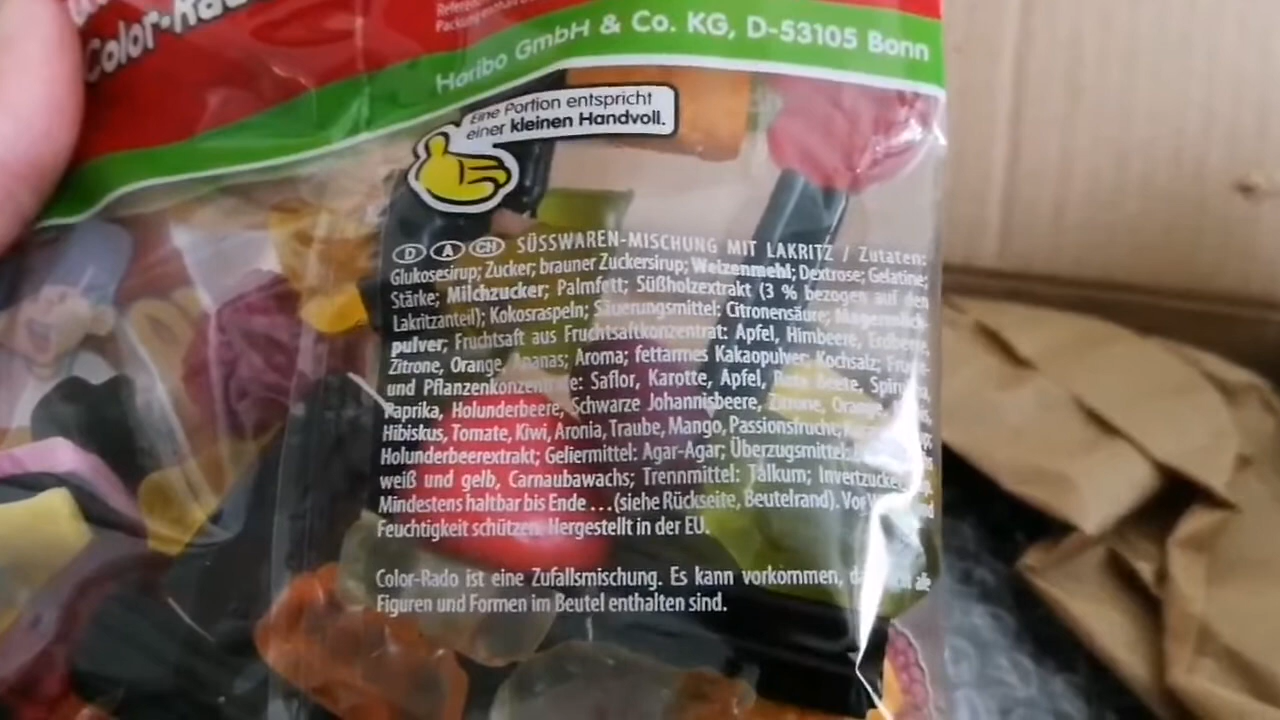 Color-Rado
Haribo GmbH & Co. KG, D-53105 Bonn
Eine Portion entspricht
einer kleinen Handvoll.
D A CH SÜSSWAREN-MISCHUNG MIT LAKRITZ / Zutaten:
Glukosesirup; Zucker; brauner Zuckersirup; Weizenmehl; Dextrose; Gelatine;
Stärke; Milchzucker; Palmfett; Süßholzextrakt (3 % bezogen auf den
Lakritzanteil); Kokosraspeln; Säuerungsmittel: Citronensäure; Magermilch-
pulver; Fruchtsaft aus Fruchtsaftkonzentrat: Apfel, Himbeere, Erdbeere,
Zitrone, Orange, Ananas; Aroma; fettarmes Kakaopulver; Kochsalz;
und Pflanzenkonzentrate: Saflor, Karotte, Apfel, Rote Beete,
Paprika, Holunderbeere, Schwarze Johannisbeere, Zitrone, Orange,
Hibiskus, Tomate, Kiwi, Aronia, Traube, Mango, Passionsfrucht;
Holunderbeerextrakt; Geliermittel: Agar-Agar; Überzugsmittel:
weiß und gelb, Carnaubawachs; Trennmittel: Talkum;
Mindestens haltbar bis Ende ... (siehe Rückseite, Beutelrand). Vor
Feuchtigkeit schützen. Hergestellt in der EU.
Color-Rado ist eine Zufallsmischung. Es kann vorkommen, alle
Figuren und Formen im Beutel enthalten sind.